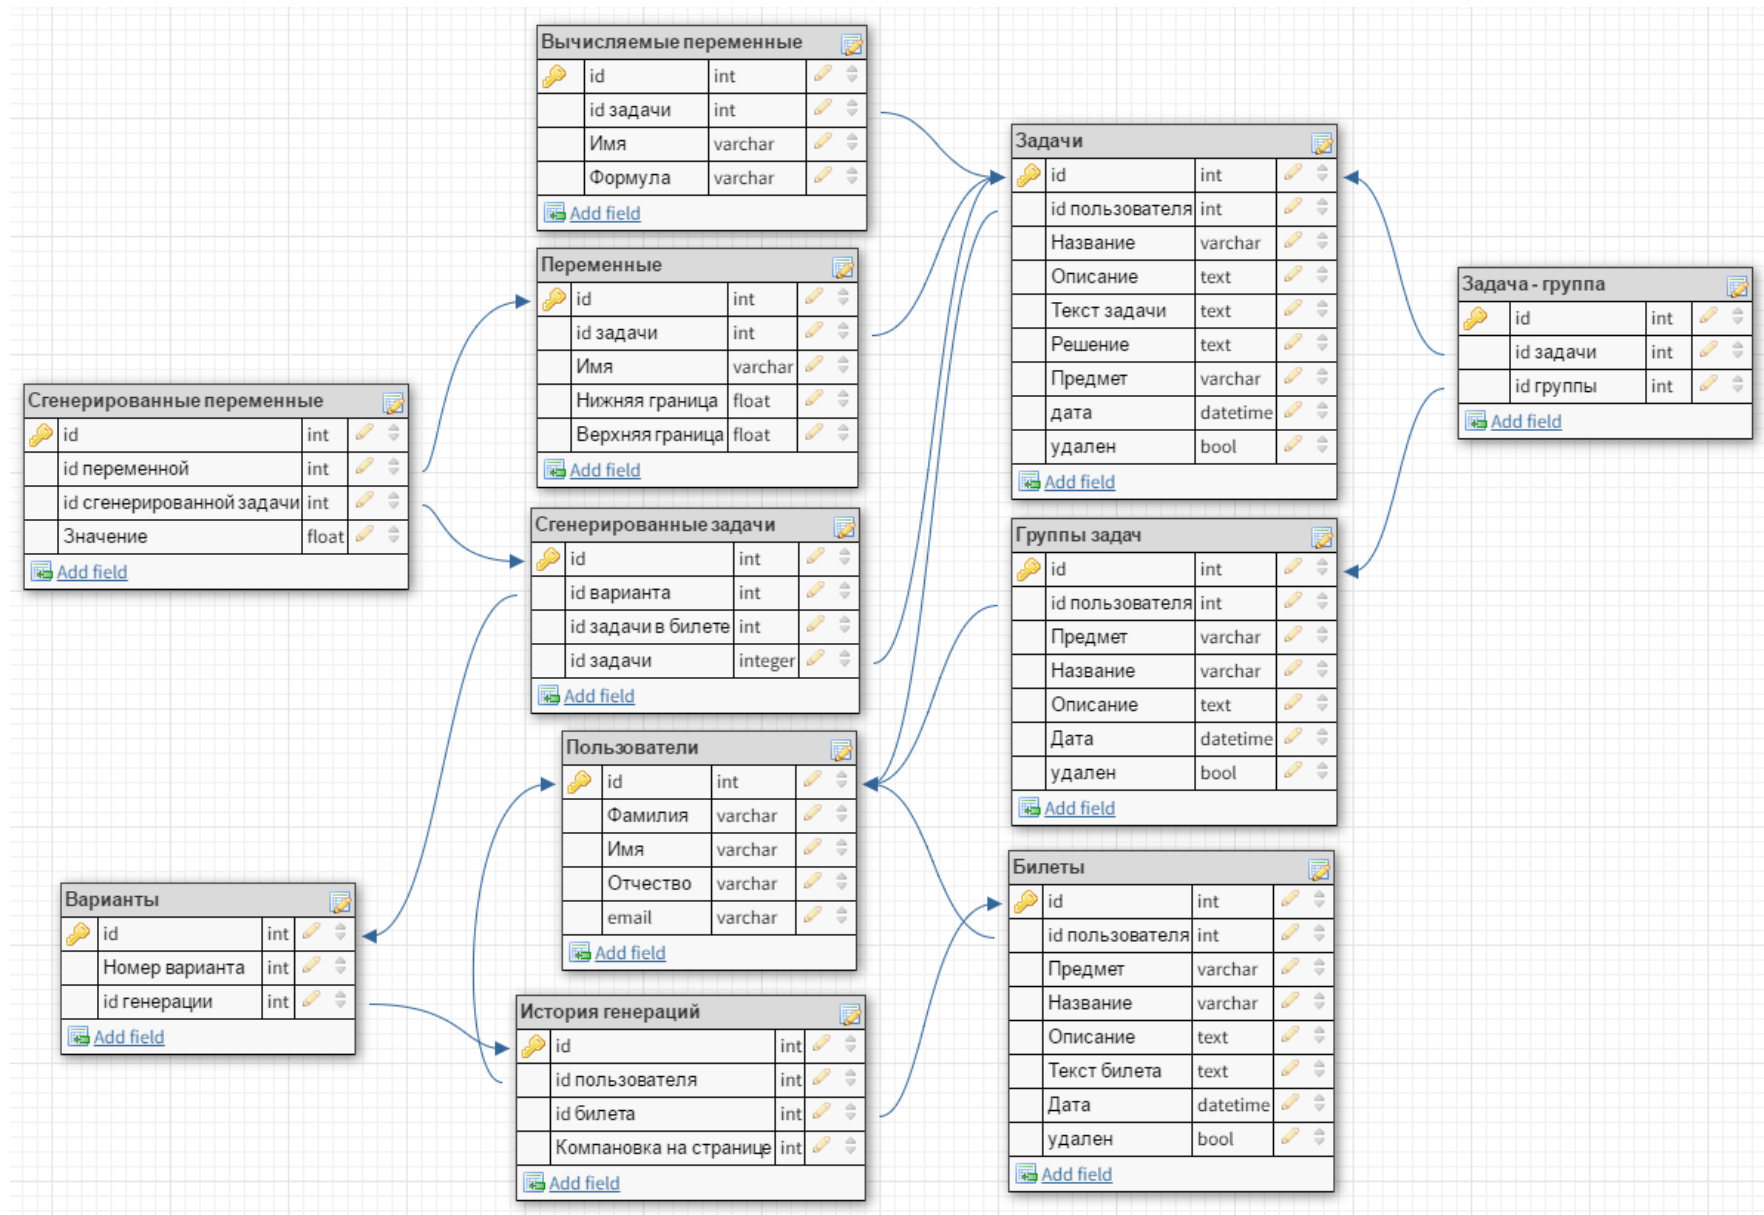 Вычисляемые переменные
id int
id задачи int
Имя varchar
Формула varchar
Add field
Переменные
id int
id задачи int
Имя varchar
Нижняя граница float
Верхняя граница float
Add field
Сгенерированные переменные
id int
id переменной int
id сгенерированной задачи int
Значение float
Add field
Сгенерированные задачи
id int
id варианта int
id задачи в билете int
id задачи integer
Add field
Пользователи
id int
Фамилия varchar
Имя varchar
Отчество varchar
email varchar
Add field
Варианты
id int
Номер варианта int
id генерации int
Add field
История генераций
id int
id пользователя int
id билета int
Компановка на странице int
Add field
Задачи
id int
id пользователя int
Название varchar
Описание text
Текст задачи text
Решение text
Предмет varchar
дата datetime
удален bool
Add field
Задача - группа
id int
id задачи int
id группы int
Add field
Группы задач
id int
id пользователя int
Предмет varchar
Название varchar
Описание text
Дата datetime
удален bool
Add field
Билеты
id int
id пользователя int
Предмет varchar
Название varchar
Описание text
Текст билета text
Дата datetime
удален bool
Add field